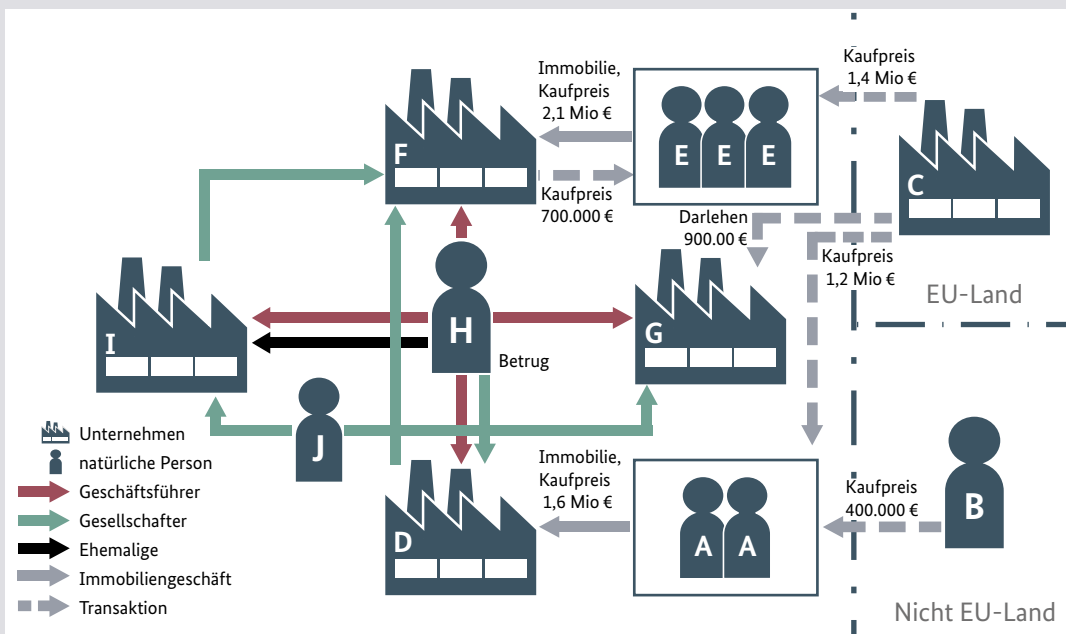 Kaufpreis
1,4 Mio €
Immobilie,
Kaufpreis
2,1 Mio €
F
E E E
C
Kaufpreis
700.000 €
Darlehen
900.00 €
Kaufpreis
1,2 Mio €
EU-Land
I
H
G
Betrug
J
Unternehmen
natürliche Person
Geschäftsführer
Gesellschafter
Ehemalige
Immobiliengeschäft
Transaktion
Immobilie,
Kaufpreis
1,6 Mio €
D
A A
Kaufpreis
400.000 €
B
Nicht EU-Land